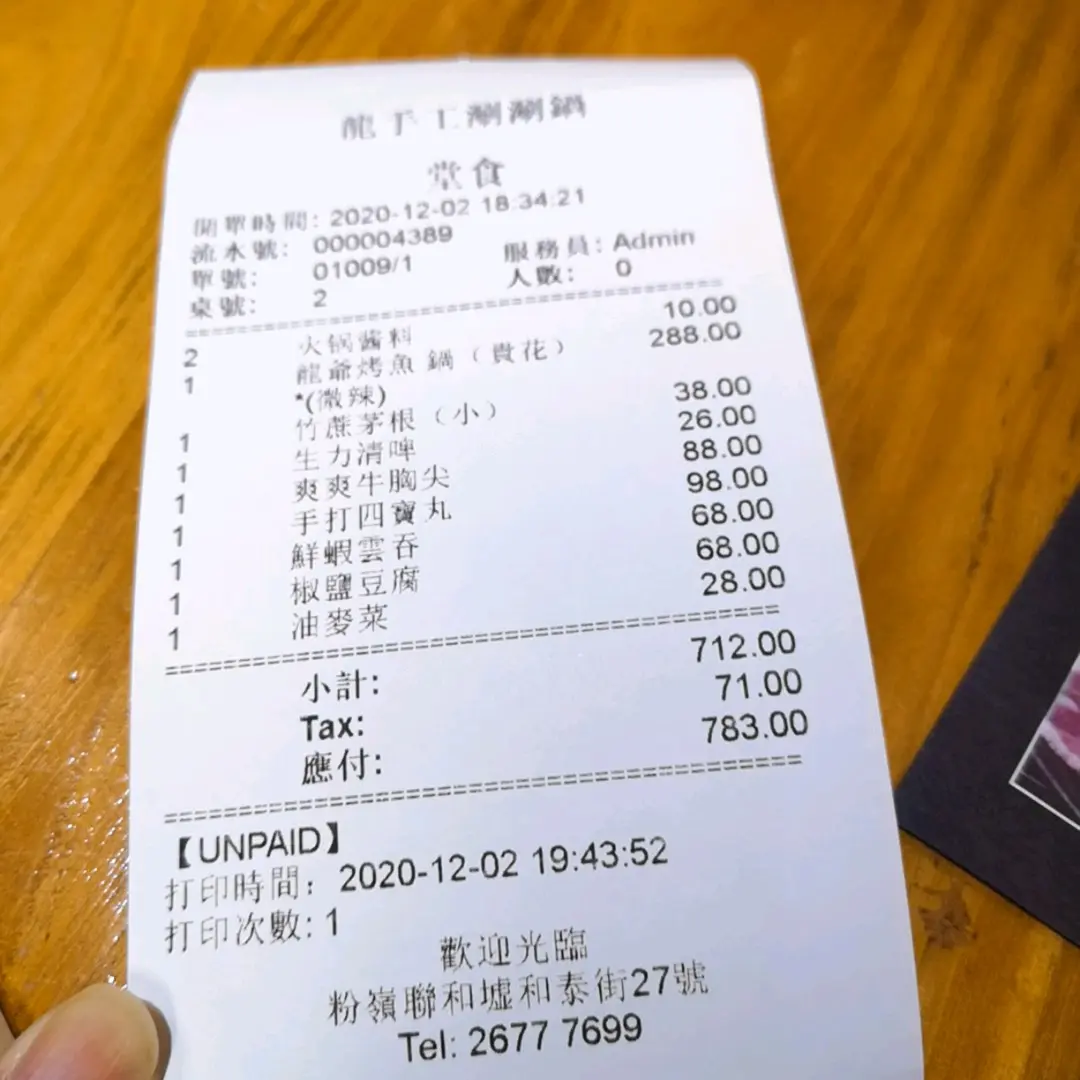 龍手工涮涮鍋
堂食
開單時間: 2020-12-02 18:34:21
流水號: 000004389
單號: 01009/1 服務員: Admin
桌號: 2 人數: 0
2 火锅酱料 10.00
1 龍爺烤魚鍋（貴花） 288.00
*(微辣)
1 竹蔗茅根（小） 38.00
1 生力清啤 26.00
1 爽爽牛胸尖 88.00
1 手打四寶丸 98.00
1 鮮蝦雲吞 68.00
1 椒鹽豆腐 68.00
1 油麥菜 28.00
小計: 712.00
Tax: 71.00
應付: 783.00
【UNPAID】
打印時間: 2020-12-02 19:43:52
打印次數: 1
歡迎光臨
粉嶺聯和墟和泰街27號
Tel: 2677 7699